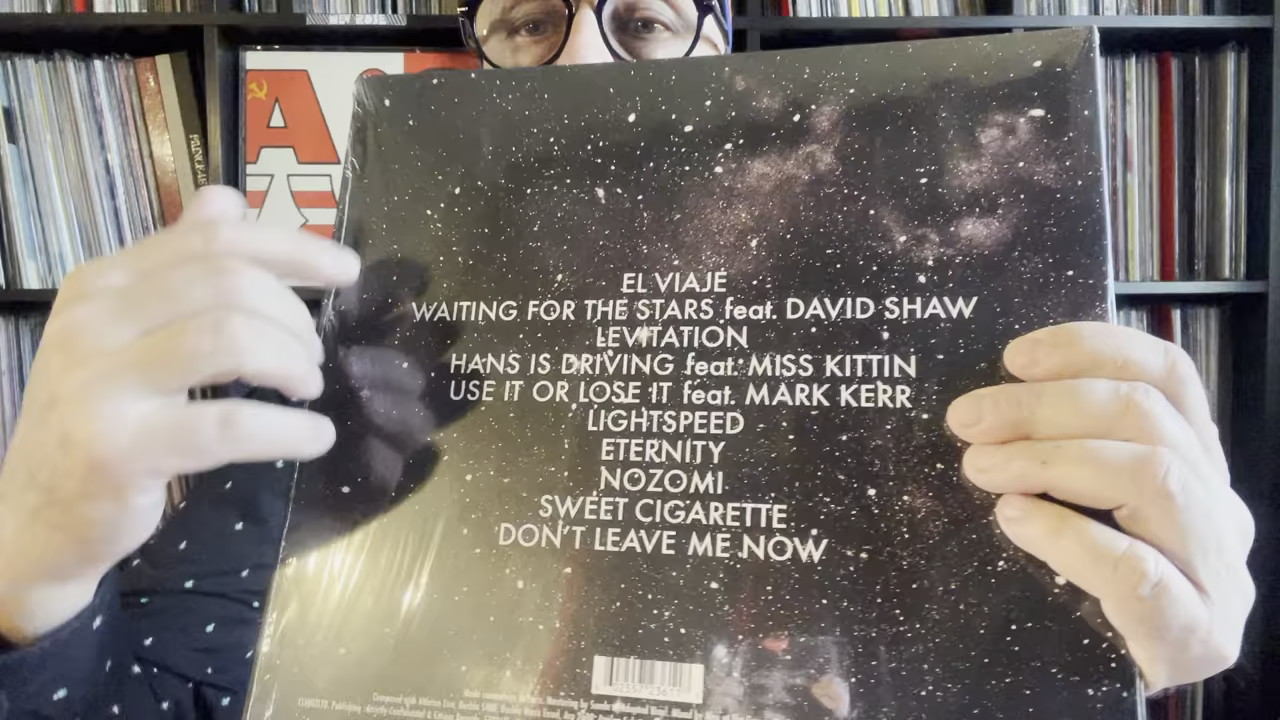 EL VIAJE
WAITING FOR THE STARS feat. DAVID SHAW
LEVITATION
HANS IS DRIVING feat. MISS KITTIN
USE IT OR LOSE IT feat. MARK KERR
LIGHTSPEED
ETERNITY
NOZOMI
SWEET CIGARETTE
DON'T LEAVE ME NOW